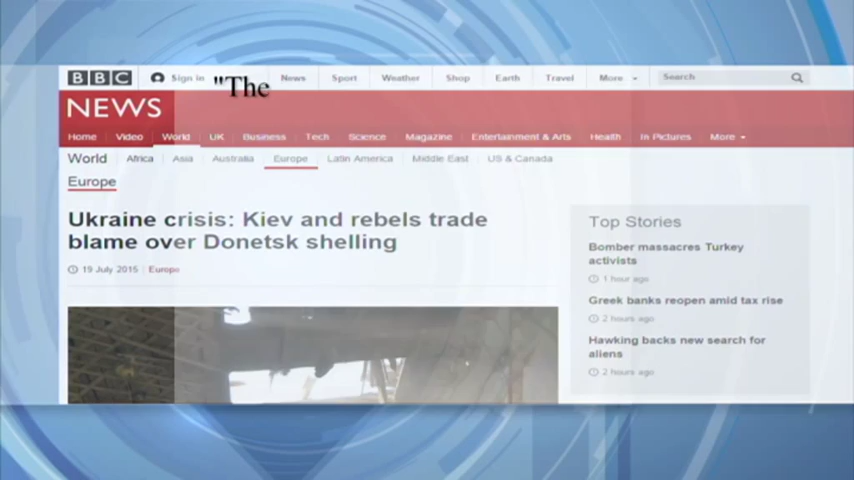 BBC Sign in "The News Sport Weather Shop Earth Travel More Search
NEWS
Home Video World UK Business Tech Science Magazine Entertainment & Arts Health In Pictures More
World Africa Asia Australia Europe Latin America Middle East US & Canada
Europe
Ukraine crisis: Kiev and rebels trade
blame over Donetsk shelling
19 July 2015 Europe
Top Stories
Bomber massacres Turkey
activists
1 hour ago
Greek banks reopen amid tax rise
2 hours ago
Hawking backs new search for
aliens
2 hours ago